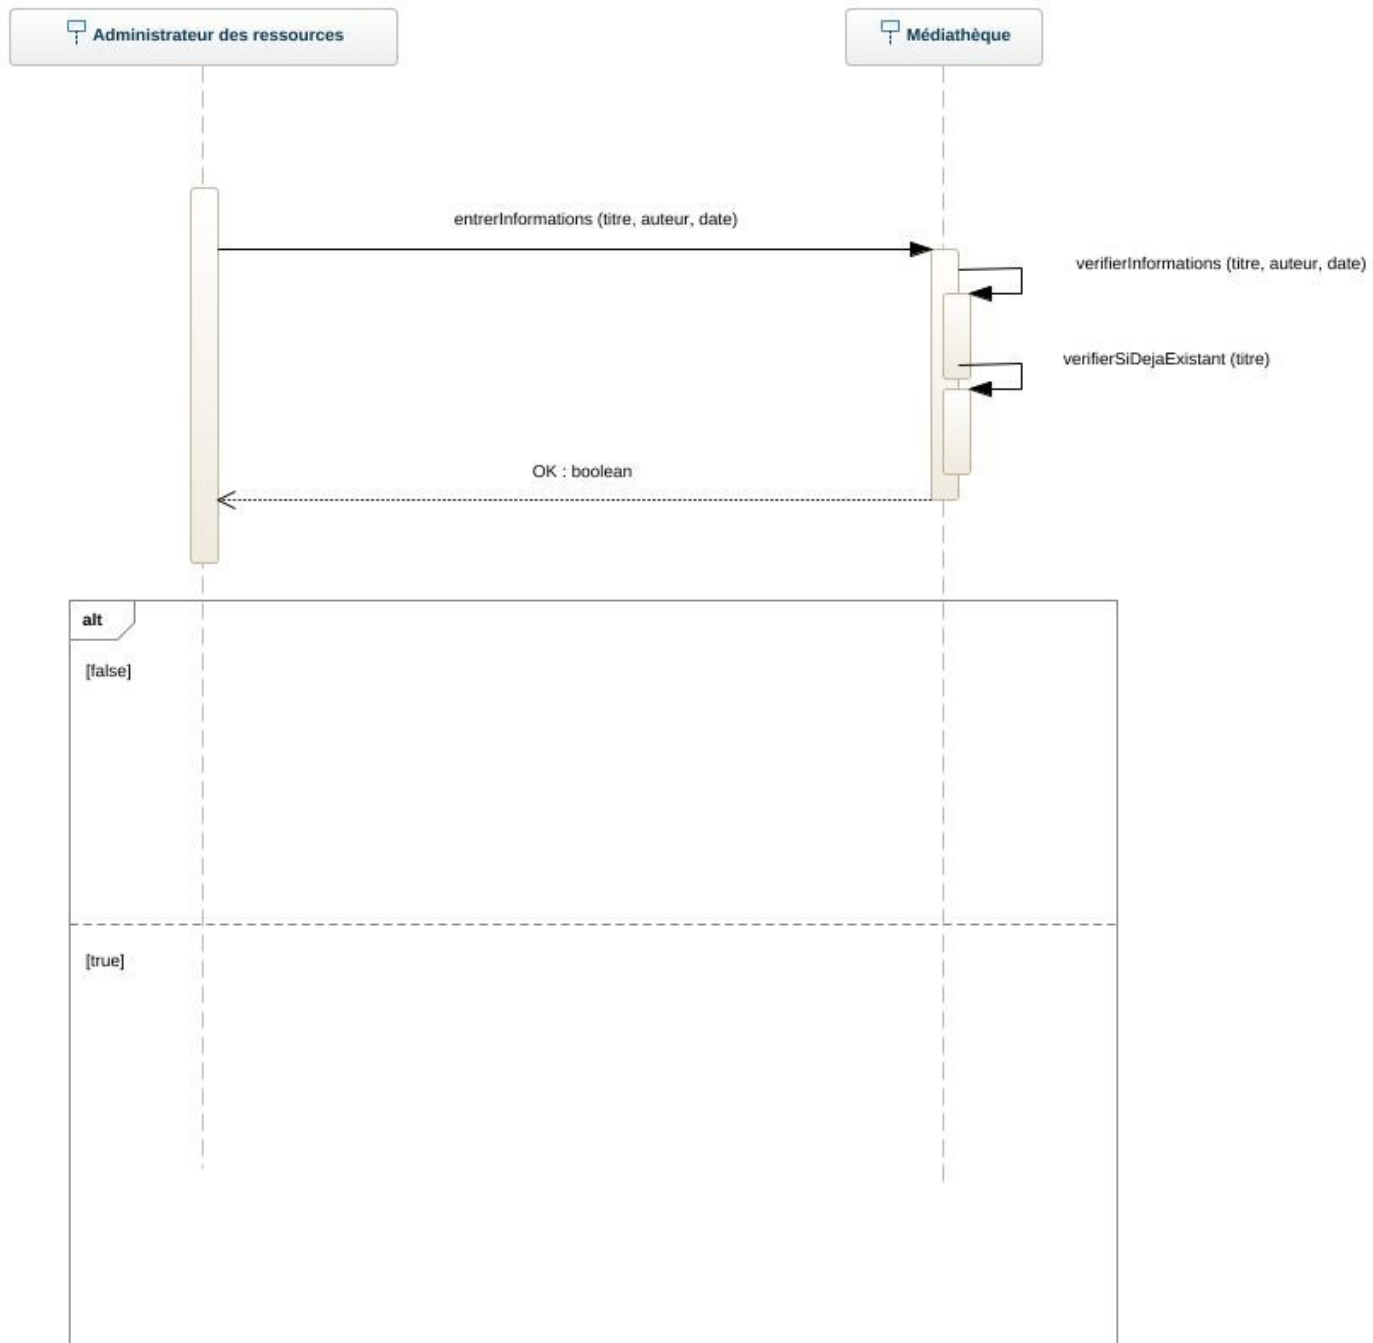 Administrateur des ressources
Médiathèque
entrerInformations (titre, auteur, date)
verifierInformations (titre, auteur, date)
verifierSiDejaExistant (titre)
OK : boolean
alt
[false]
[true]